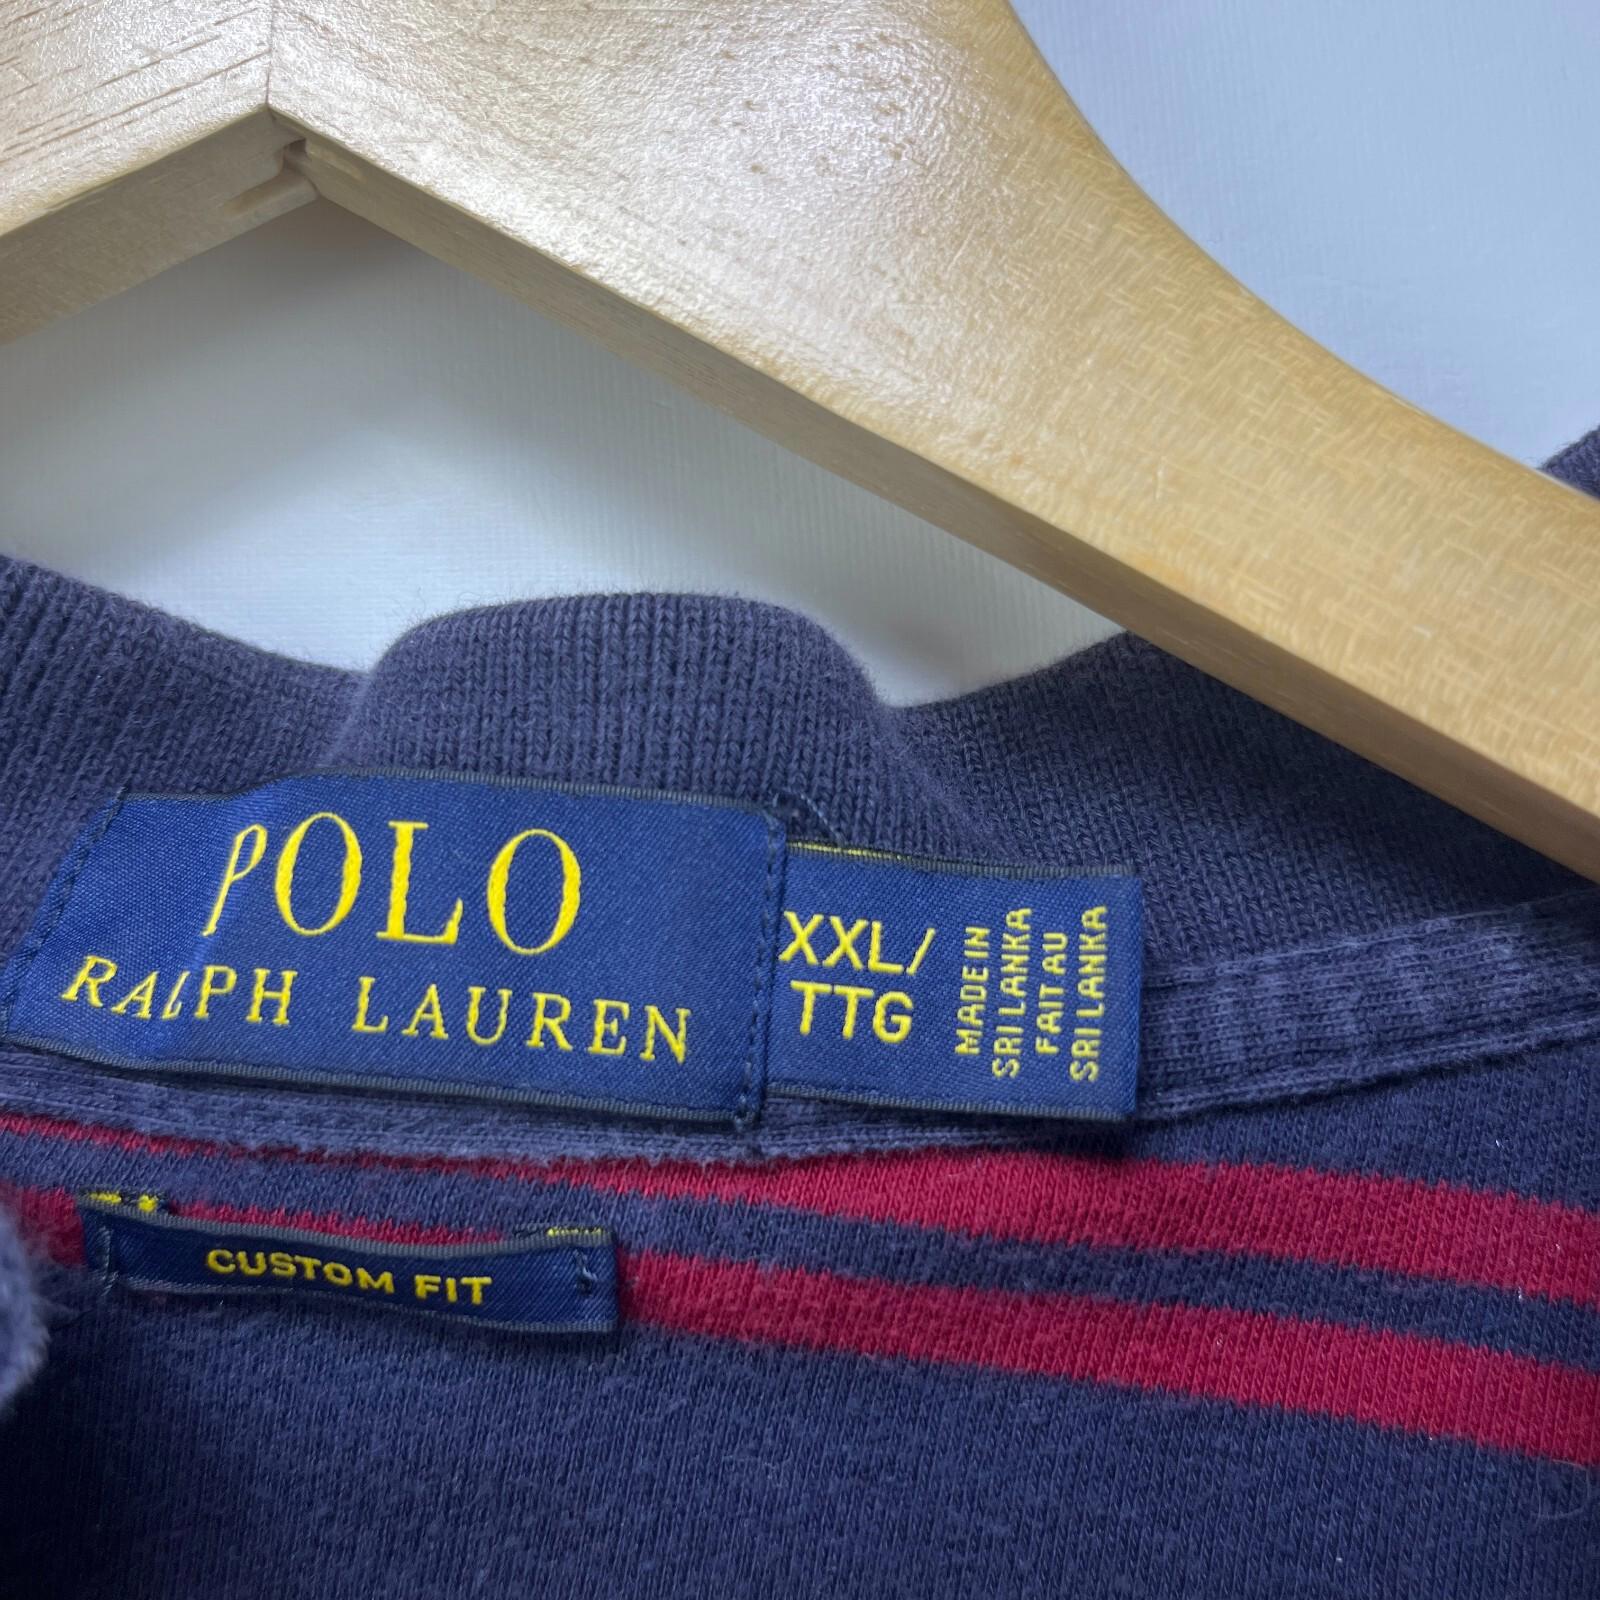 POLO
RALPH LAUREN
XXL/
TTG
MADE IN
SRI LANKA
FAIT AU
SRI LANKA
CUSTOM FIT